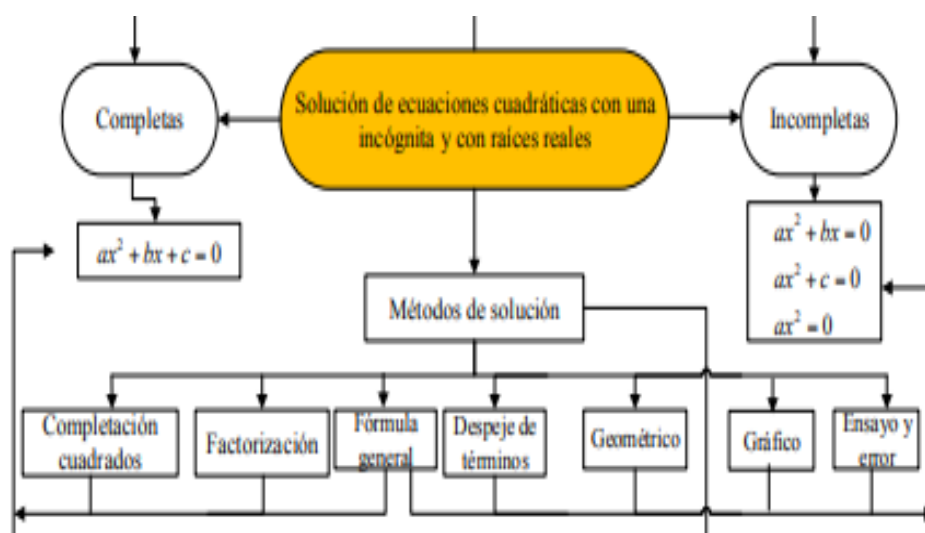 Solución de ecuaciones cuadráticas con una
incógnita y con raíces reales
Completas
Incompletas
ax² + bx + c = 0
ax² + bx = 0
ax² + c = 0
ax² = 0
Métodos de solución
Completación
cuadrados
Factorización
Fórmula
general
Despeje de
términos
Geométrico
Gráfico
Ensayo y
error